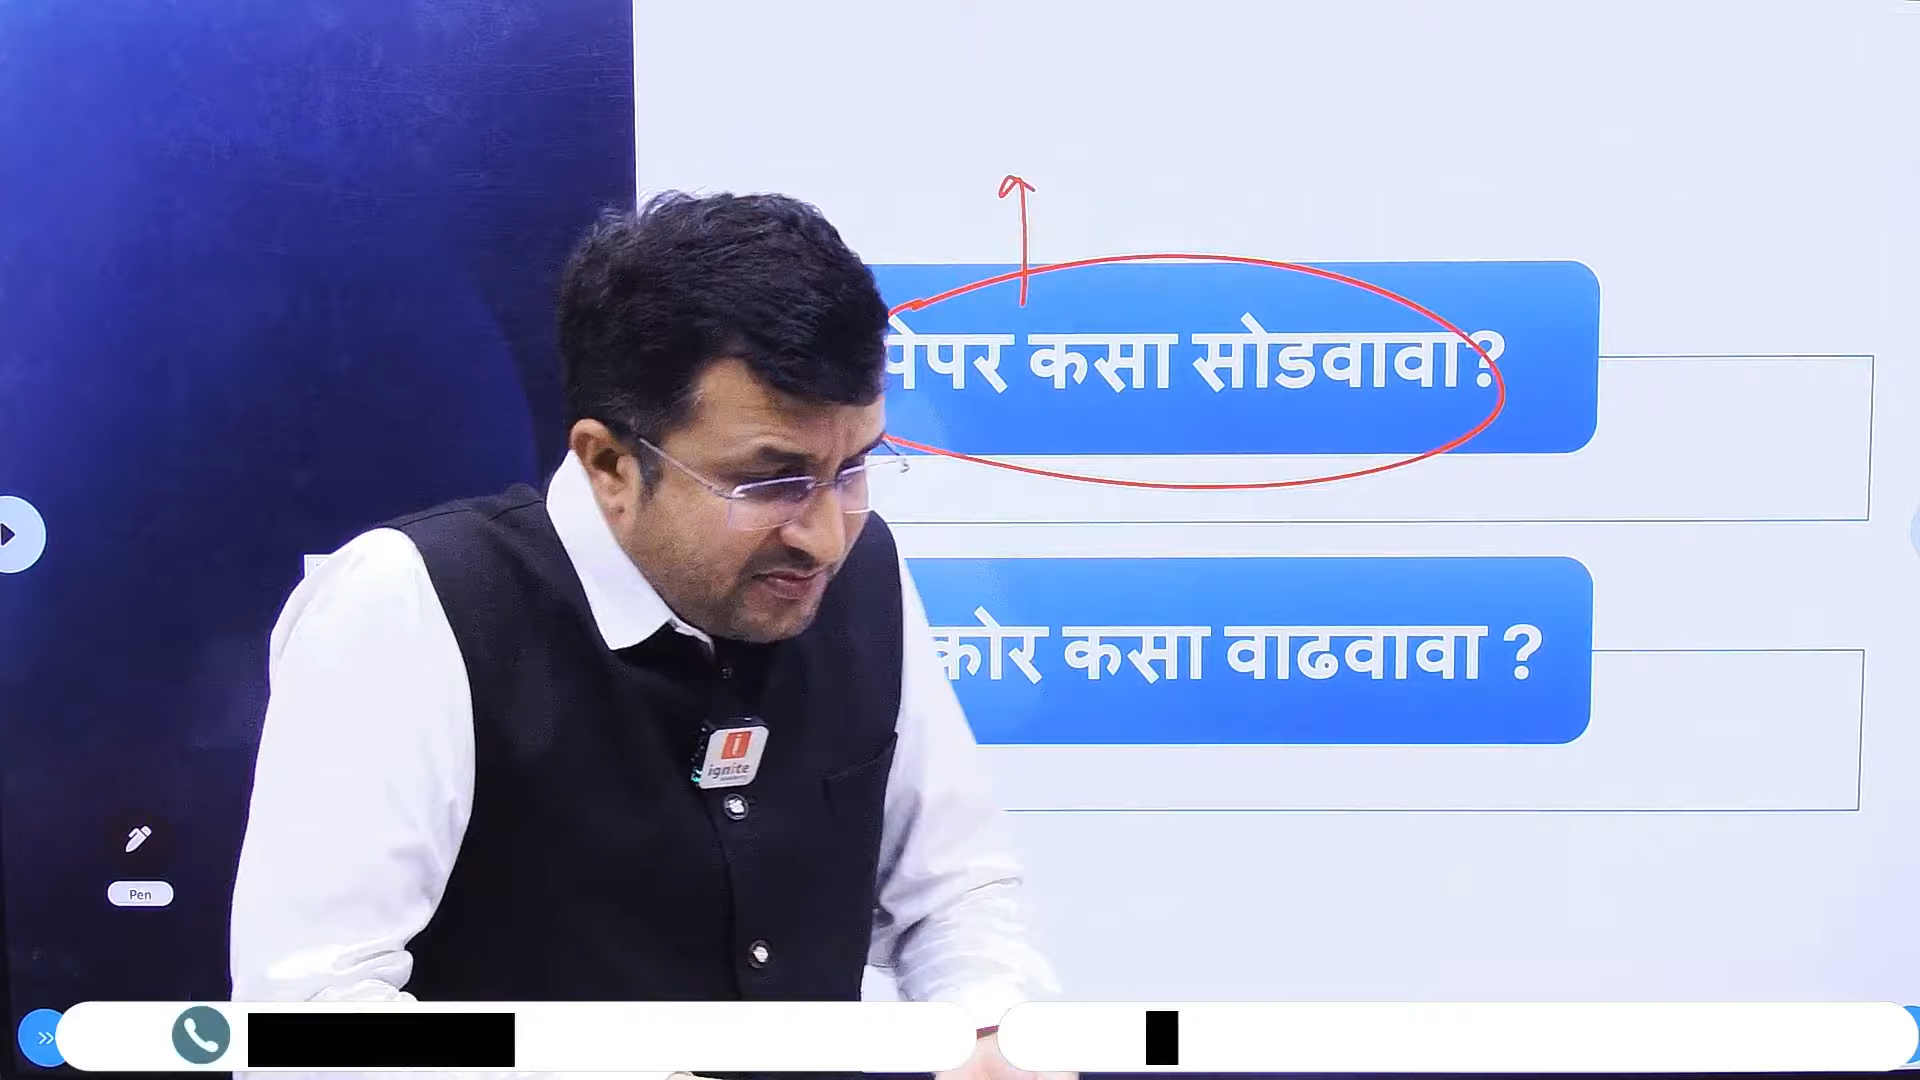 पेपर कसा सोडवावा?
कसा वाढवावा ?
ignite
Pen